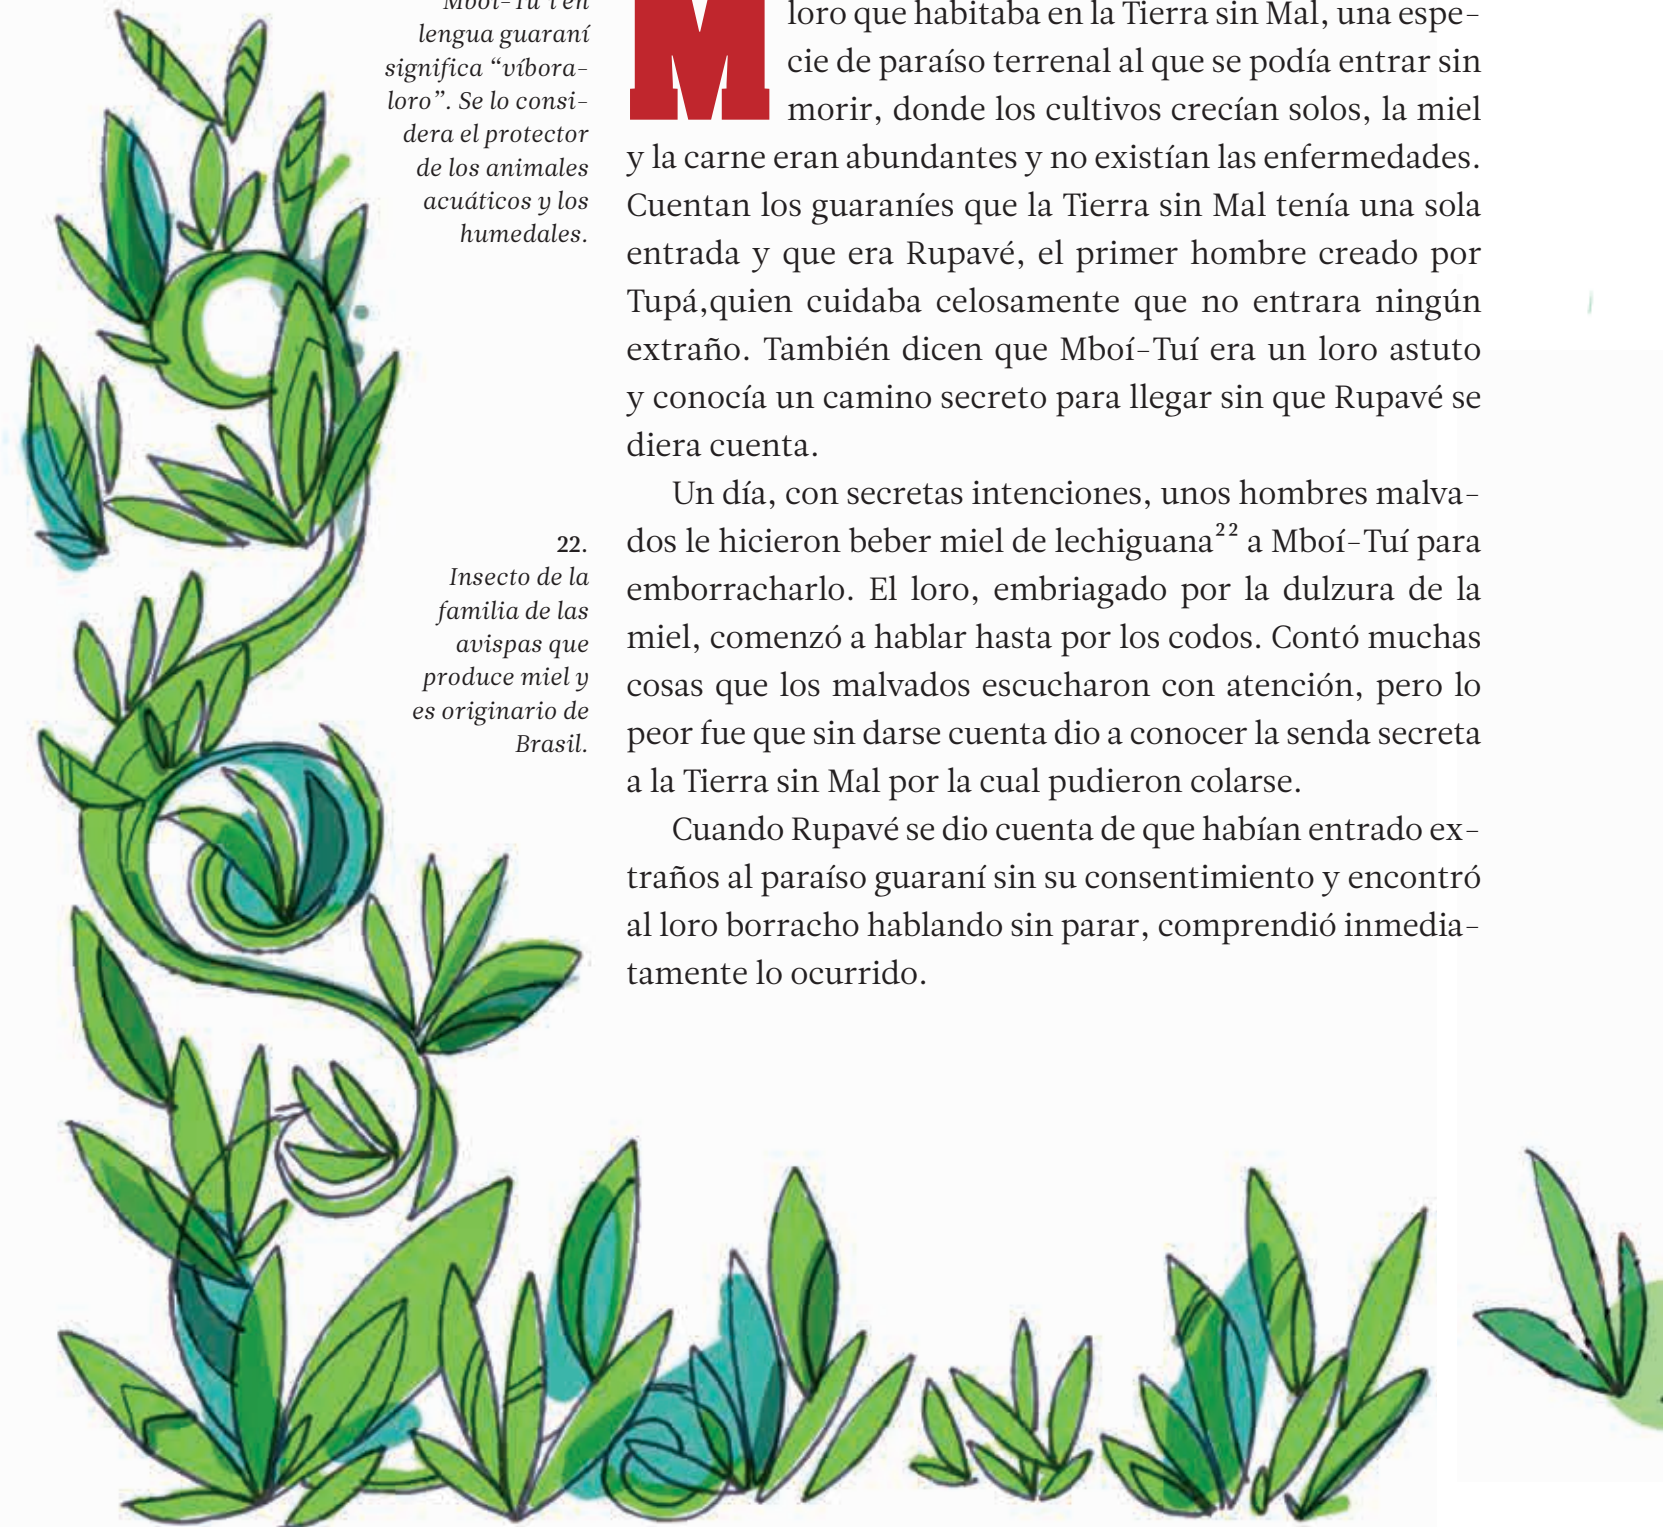 Mboi-Tu'i en
lengua guaraní
significa “víbora-
loro”. Se lo consi-
dera el protector
de los animales
acuáticos y los
humedales.
22.
Insecto de la
familia de las
avispas que
produce miel y
es originario de
Brasil.
M
loro que habitaba en la Tierra sin Mal, una espe-
cie de paraíso terrenal al que se podía entrar sin
morir, donde los cultivos crecían solos, la miel
y la carne eran abundantes y no existían las enfermedades.
Cuentan los guaraníes que la Tierra sin Mal tenía una sola
entrada y que era Rupavé, el primer hombre creado por
Tupá,quien cuidaba celosamente que no entrara ningún
extraño. También dicen que Mboí-Tuí era un loro astuto
y conocía un camino secreto para llegar sin que Rupavé se
diera cuenta.
Un día, con secretas intenciones, unos hombres malva-
dos le hicieron beber miel de lechiguana²² a Mboí-Tuí para
emborracharlo. El loro, embriagado por la dulzura de la
miel, comenzó a hablar hasta por los codos. Contó muchas
cosas que los malvados escucharon con atención, pero lo
peor fue que sin darse cuenta dio a conocer la senda secreta
a la Tierra sin Mal por la cual pudieron colarse.
Cuando Rupavé se dio cuenta de que habían entrado ex-
traños al paraíso guaraní sin su consentimiento y encontró
al loro borracho hablando sin parar, comprendió inmedia-
tamente lo ocurrido.